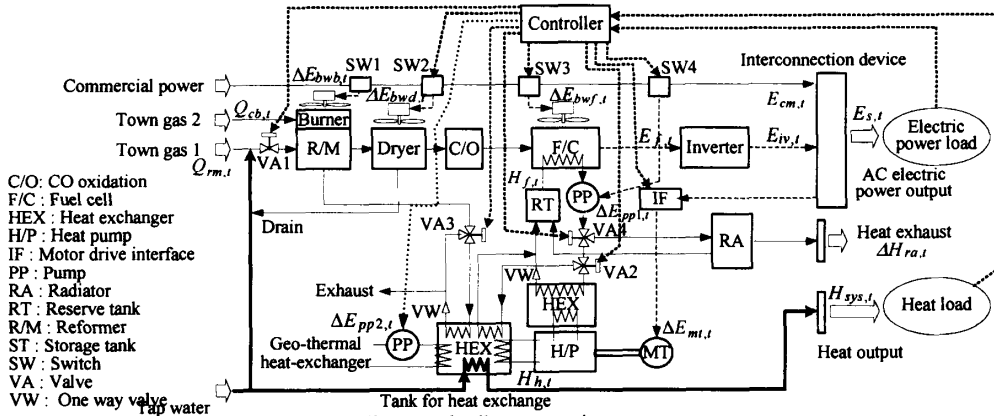 Controller
SW1
SW2
SW3
SW4
Interconnection device
Commercial power
ΔE_bwb,t
ΔE_bwd,t
ΔE_bwf,t
E_cm,t
Town gas 2
Q_cb,t
Burner
E_s,t
Electric power load
Town gas 1
Q_rm,t
VA1
R/M
Dryer
C/O
F/C
E_f,t
Inverter
E_iv,t
AC electric power output
C/O: CO oxidation
F/C: Fuel cell
HEX: Heat exchanger
H/P: Heat pump
IF: Motor drive interface
PP : Pump
RA : Radiator
RT : Reserve tank
R/M : Reformer
ST : Storage tank
SW : Switch
VA : Valve
VW : One way valve
H_f,t
RT
PP
ΔE_pp1,t
IF
Drain
VA3
VA4
RA
Heat exhaust
ΔH_ra,t
VW
VA2
Exhaust
VW
HEX
H_sys,t
Heat load
ΔE_pp2,t
Geo-thermal heat-exchanger
PP
HEX
H/P
MT
ΔE_mt,t
Heat output
H_h,t
Tap water
Tank for heat exchange